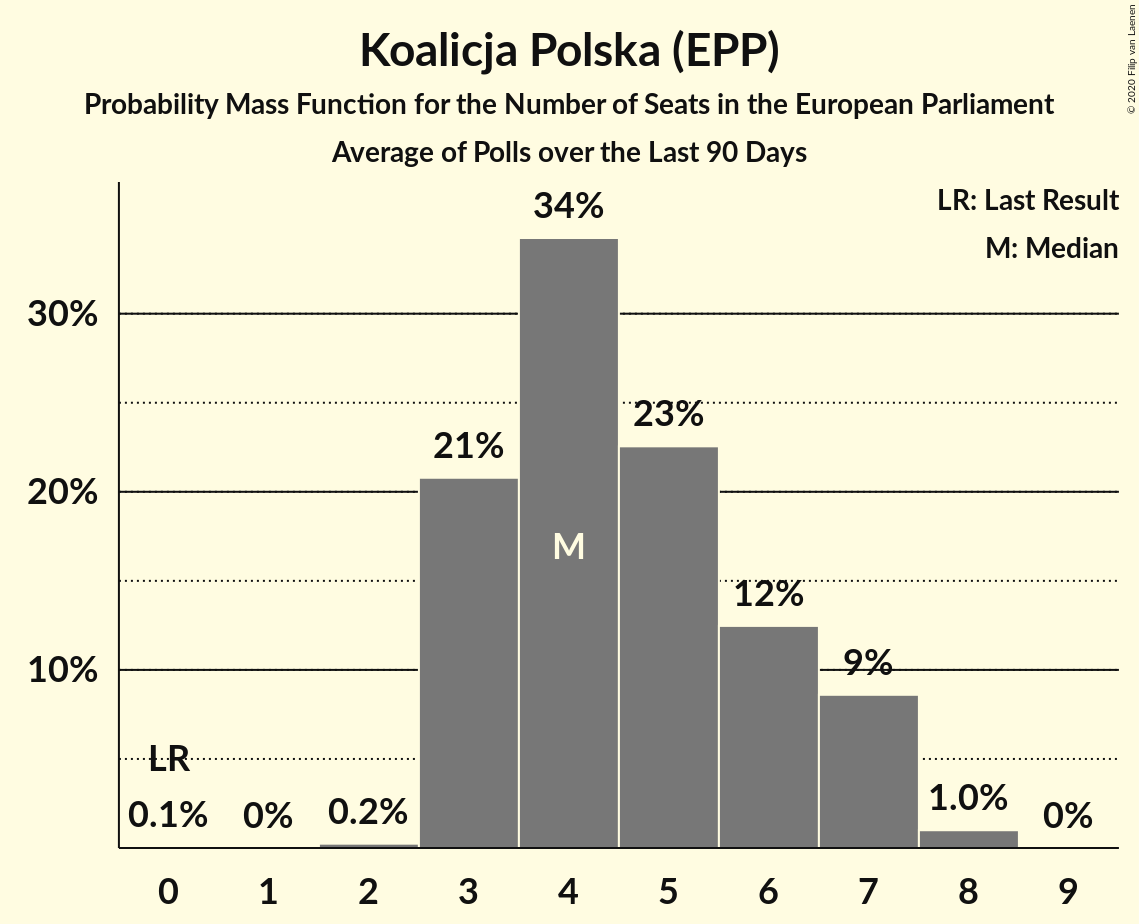 Koalicja Polska (EPP)
Probability Mass Function for the Number of Seats in the European Parliament
Average of Polls over the Last 90 Days
© 2020 Filip van Laenen
LR: Last Result
M: Median
34%
30%
23%
21%
20%
M
12%
10%
9%
LR
0.1%
0%
0.2%
1.0%
0%
0 1 2 3 4 5 6 7 8 9